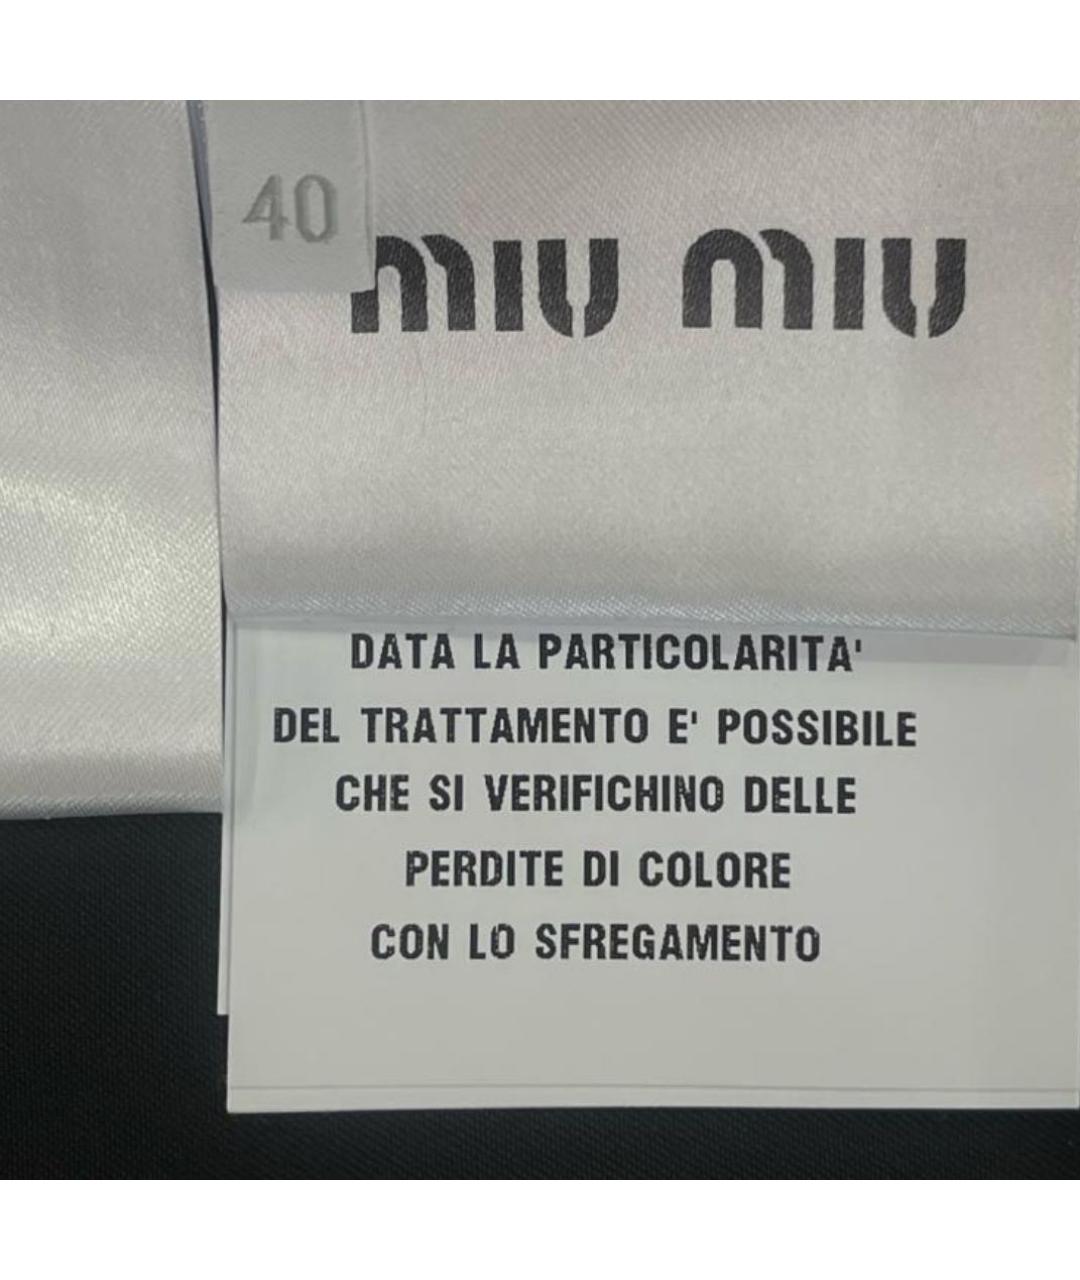 40
miu miu
DATA LA PARTICOLARITA'
DEL TRATTAMENTO E' POSSIBILE
CHE SI VERIFICHINO DELLE
PERDITE DI COLORE
CON LO SFREGAMENTO